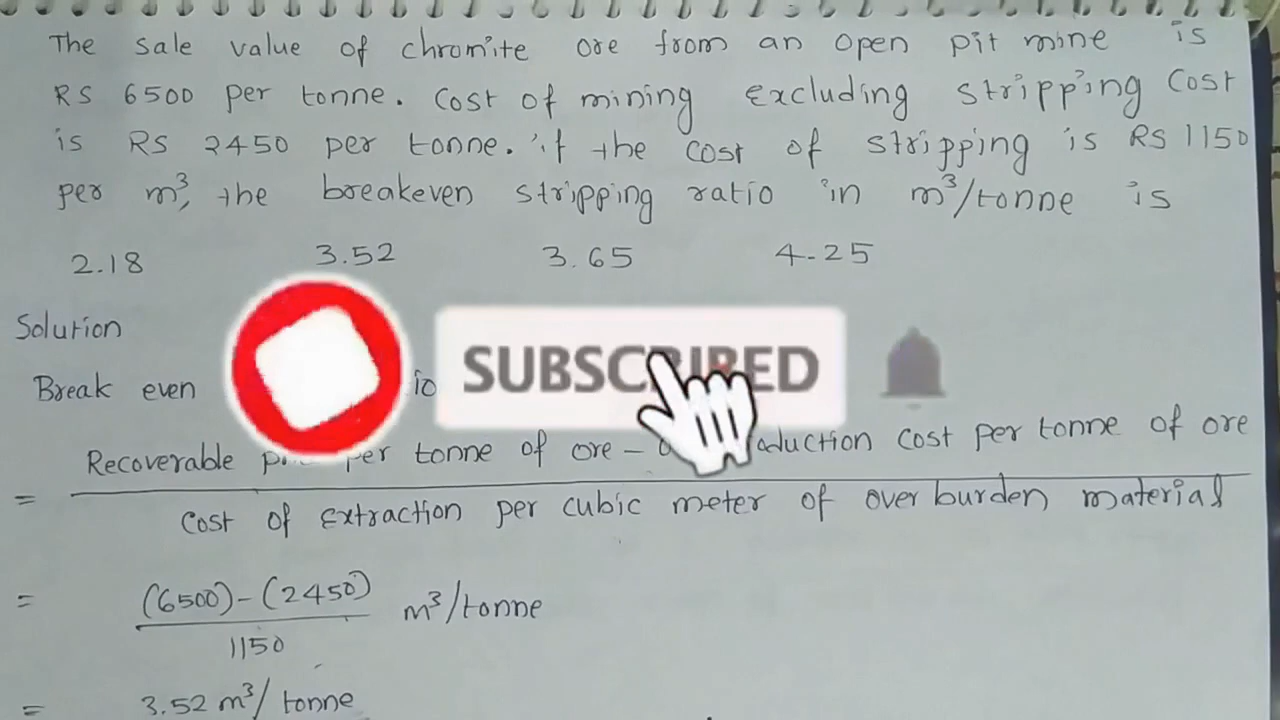 The sale value of chromite ore from an open pit mine is
RS 6500 per tonne. Cost of mining excluding stripping cost
is RS 2450 per tonne. if the cost of stripping is RS 1150
per m³, the breakeven stripping ratio in m³/tonne is
2.18 3.52 3.65 4.25
Solution
Break even io
SUBSCRIBED
Recoverable per tonne of ore - oduction cost per tonne of ore
= Cost of extraction per cubic meter of over burden material
= (6500)-(2450) m³/tonne
1150
= 3.52 m³/tonne